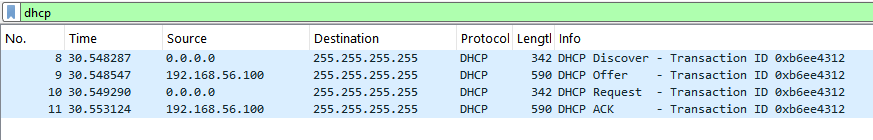 dhcp
No. Time Source Destination Protocol Lengtl Info
8 30.548287 0.0.0.0 255.255.255.255 DHCP 342 DHCP Discover - Transaction ID 0xb6ee4312
9 30.548547 192.168.56.100 255.255.255.255 DHCP 590 DHCP Offer - Transaction ID 0xb6ee4312
10 30.549290 0.0.0.0 255.255.255.255 DHCP 342 DHCP Request - Transaction ID 0xb6ee4312
11 30.553124 192.168.56.100 255.255.255.255 DHCP 590 DHCP ACK - Transaction ID 0xb6ee4312